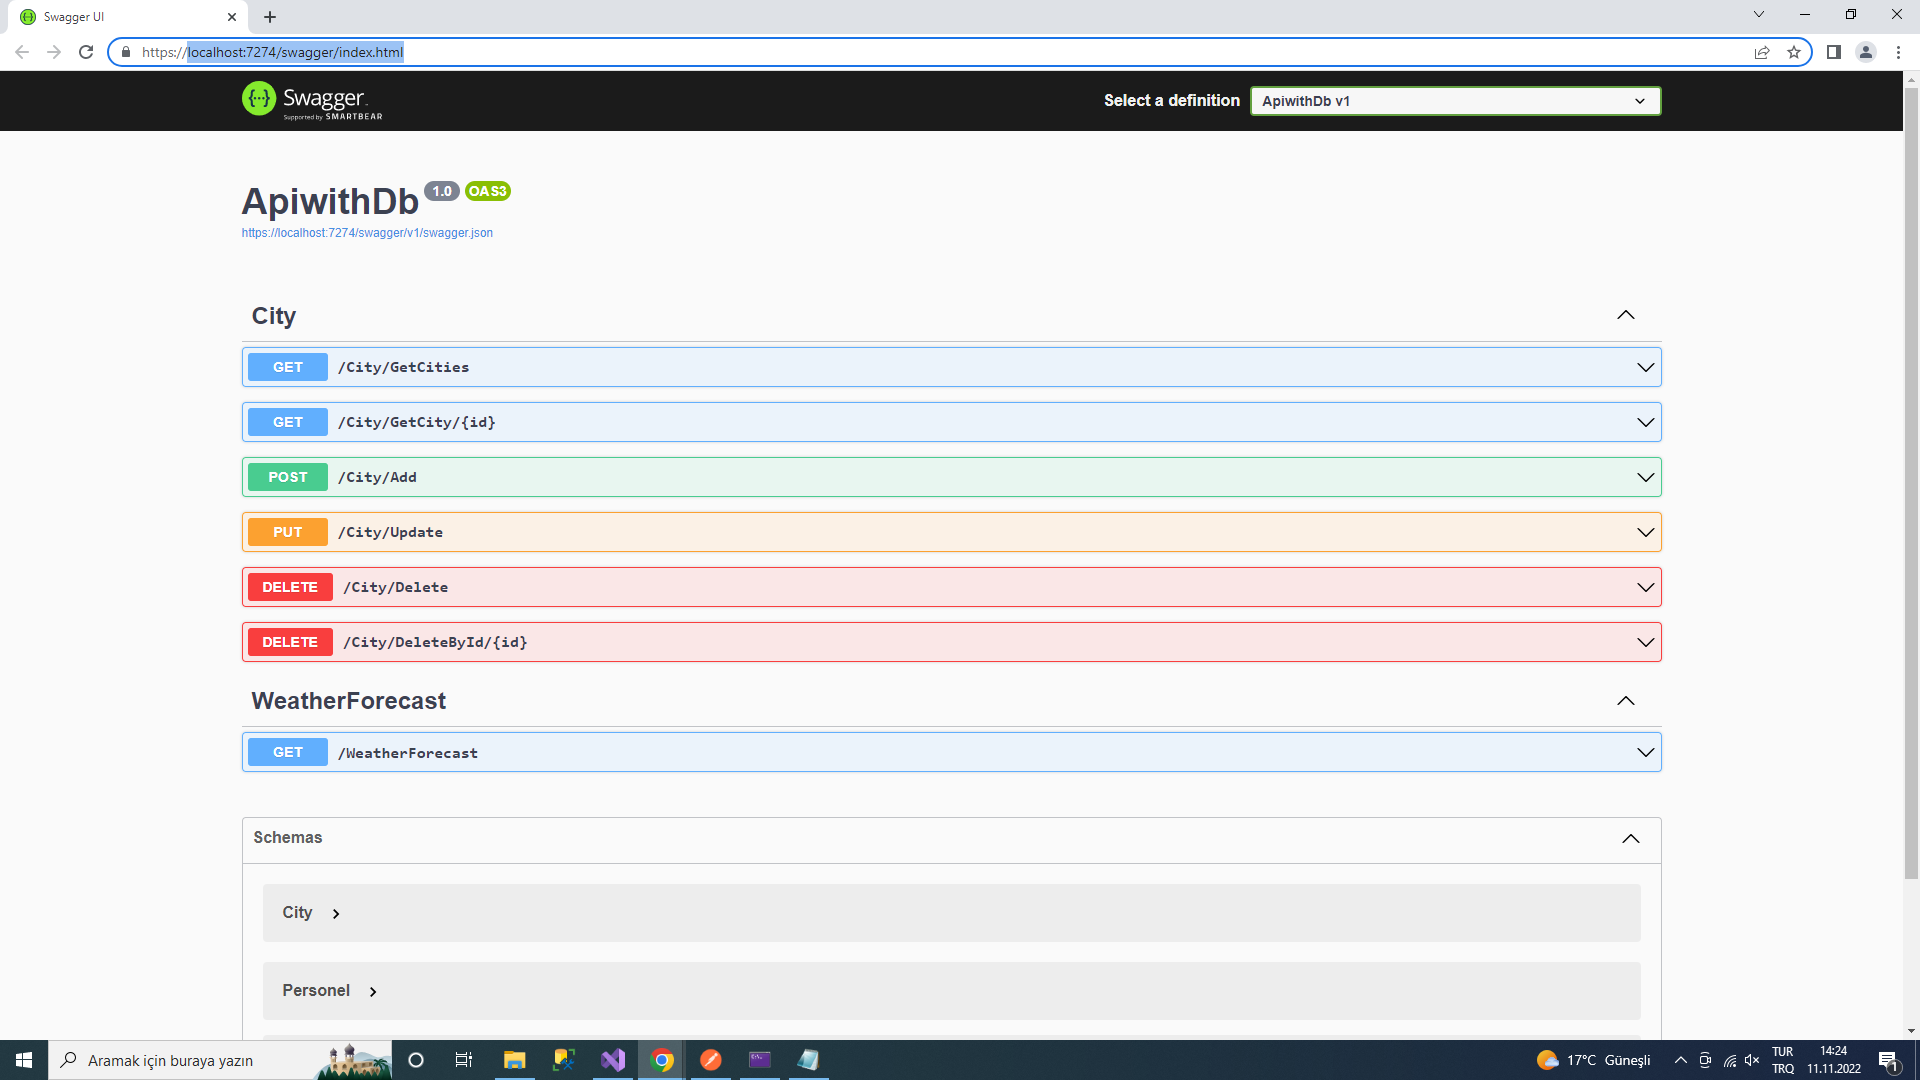 Swagger UI
https://localhost:7274/swagger/index.html
Swagger
Supported by SMARTBEAR
Select a definition
ApiwithDb v1
ApiwithDb 1.0 OAS3
https://localhost:7274/swagger/v1/swagger.json
City
GET /City/GetCities
GET /City/GetCity/{id}
POST /City/Add
PUT /City/Update
DELETE /City/Delete
DELETE /City/DeleteById/{id}
WeatherForecast
GET /WeatherForecast
Schemas
City
Personel
Aramak için buraya yazın
17°C Güneşli
TUR
TRQ
14:24
11.11.2022
1